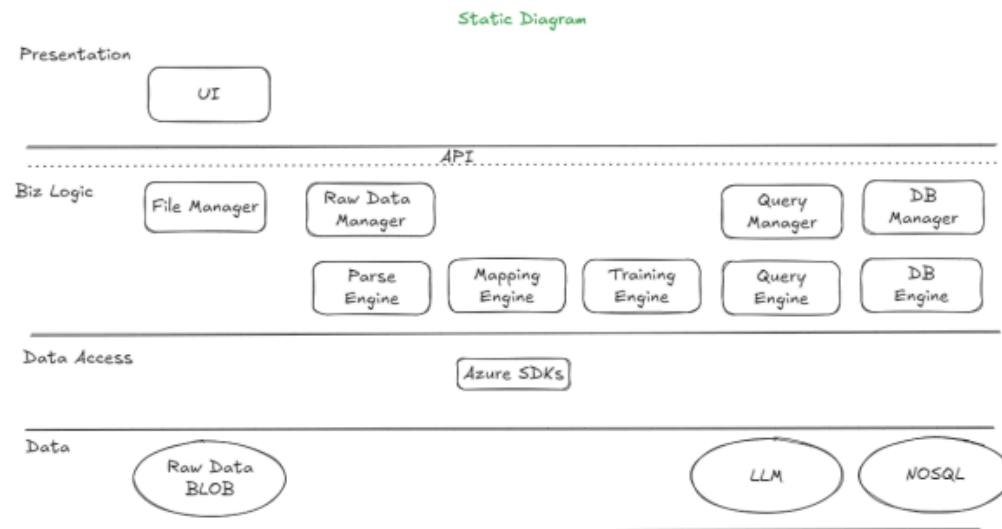 Static Diagram
Presentation
UI
API
Biz Logic
File Manager
Raw Data
Manager
Query
Manager
DB
Manager
Parse
Engine
Mapping
Engine
Training
Engine
Query
Engine
DB
Engine
Data Access
Azure SDKs
Data
Raw Data
BLOB
LLM
NOSQL